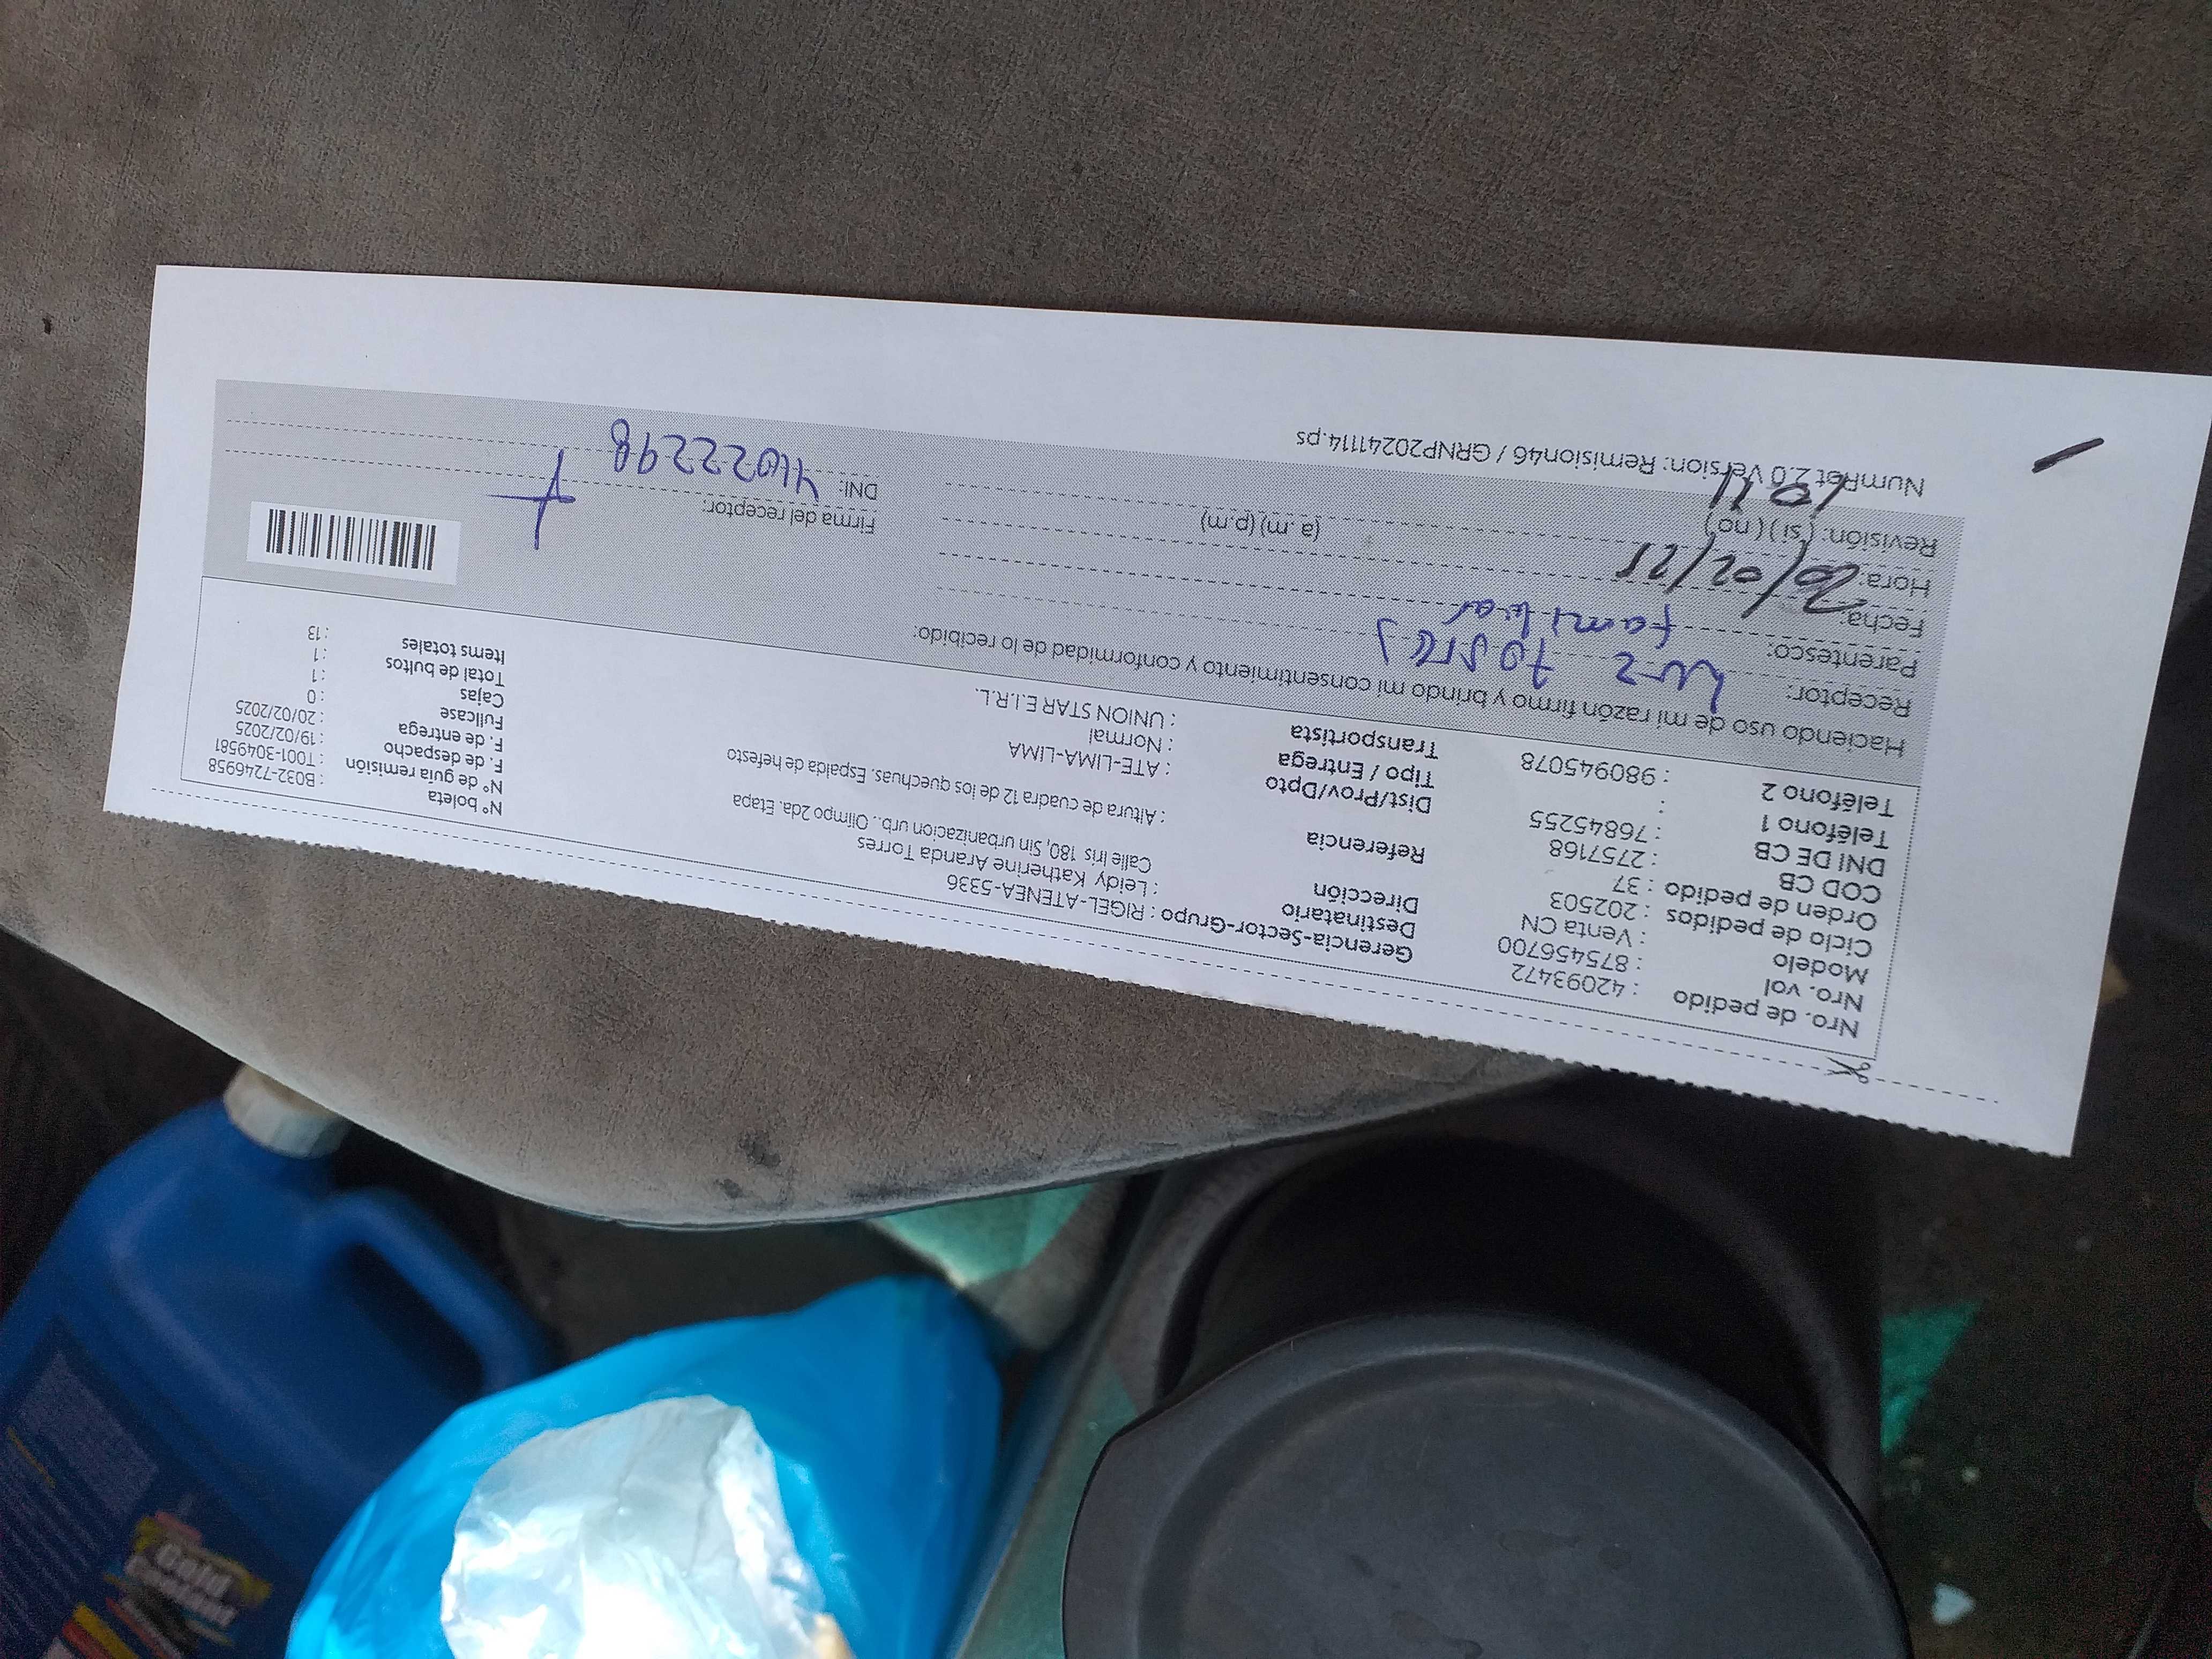 Nro. de pedido : 42093472
Nro. vol : 875456700
Modelo : Venta CN
Ciclo de pedidos : 202503
Orden de pedido : 37
COD CB : 2757168
DNI DE CB : 76845255
Teléfono 1 :
Teléfono 2 : 980945078
Gerencia-Sector-Grupo : RIGEL-ATENEA-5336
Destinatario : Leidy Katherine Aranda Torres
Dirección Calle Iris 180, Sin urbanizacion urb.. Olimpo 2da. Etapa
Referencia : Altura de cuadra 12 de los quechuas. Espalda de hefesto
Dist/Prov/Dpto : ATE-LIMA-LIMA
Tipo / Entrega : Normal
Transportista : UNION STAR E.I.R.L.
Nº boleta : B032-7246958
Nº de guia remisión : T001-3049581
F. de despacho : 19/02/2025
F. de entrega : 20/02/2025
Fullcase : 0
Cajas : 1
Total de bultos : 1
Items totales : 13
Haciendo uso de mi razón firmo y brindo mi consentimiento y conformidad de lo recibido:
Receptor: Luz
Parentesco: familiar
Fecha: 20/02/25
Hora: (a. m) (p.m)
Revisión: (si) ( no)
Firma del receptor:
DNI:
NumRet 2.0 Version: Remision46 / GRNP20241114.ps
Cold